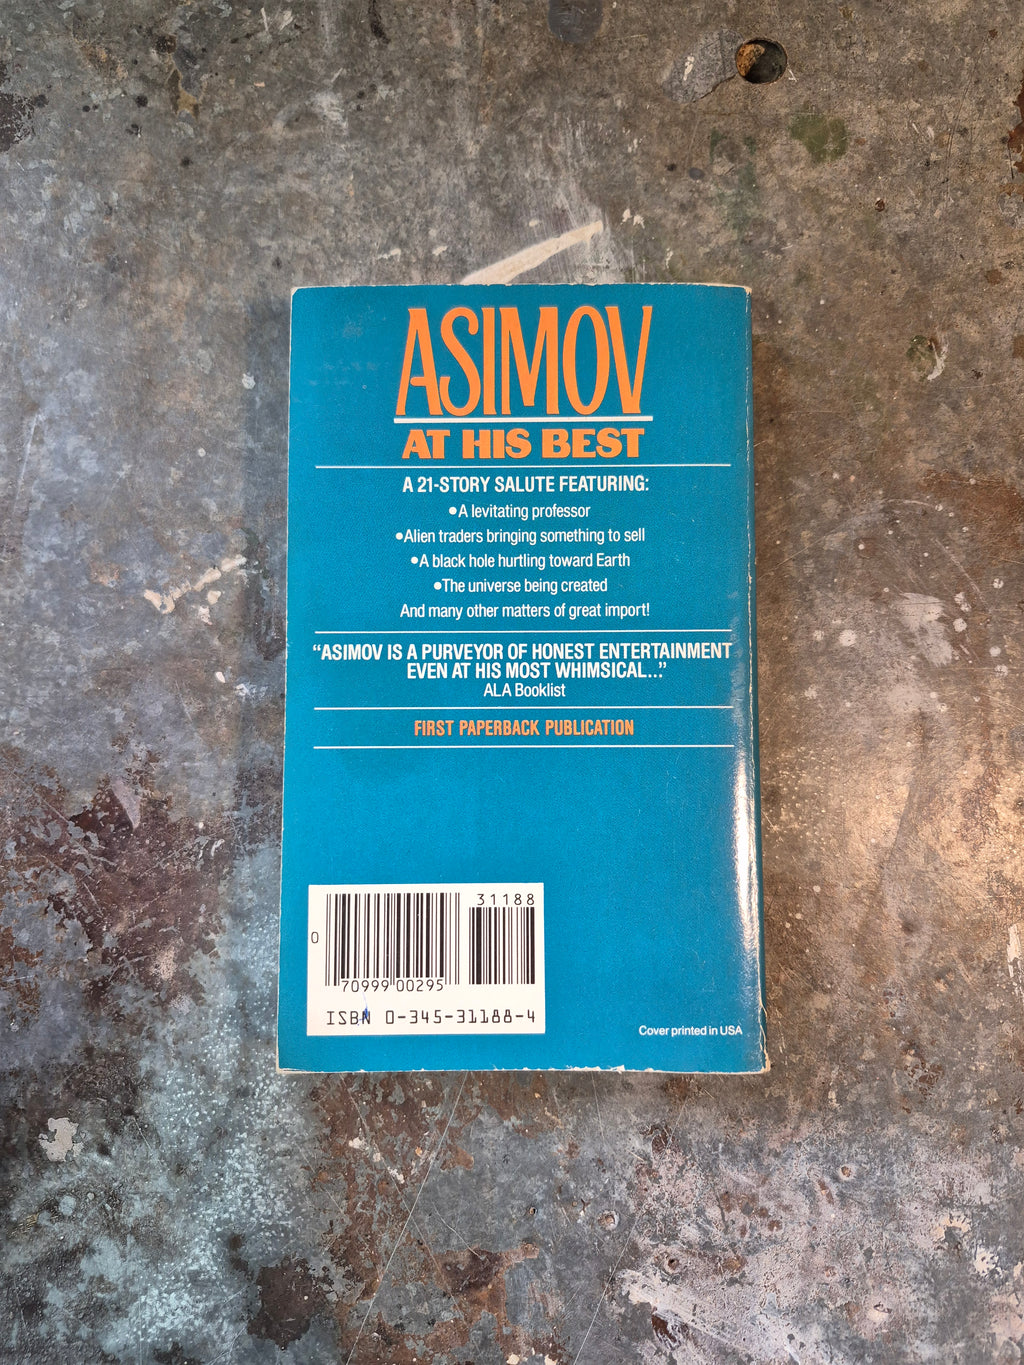 ASIMOV
AT HIS BEST
A 21-STORY SALUTE FEATURING:
•A levitating professor
•Alien traders bringing something to sell
•A black hole hurtling toward Earth
•The universe being created
And many other matters of great import!
“ASIMOV IS A PURVEYOR OF HONEST ENTERTAINMENT
EVEN AT HIS MOST WHIMSICAL...”
ALA Booklist
FIRST PAPERBACK PUBLICATION
31188
0
70999 00295
ISBN 0-345-31188-4
Cover printed in USA